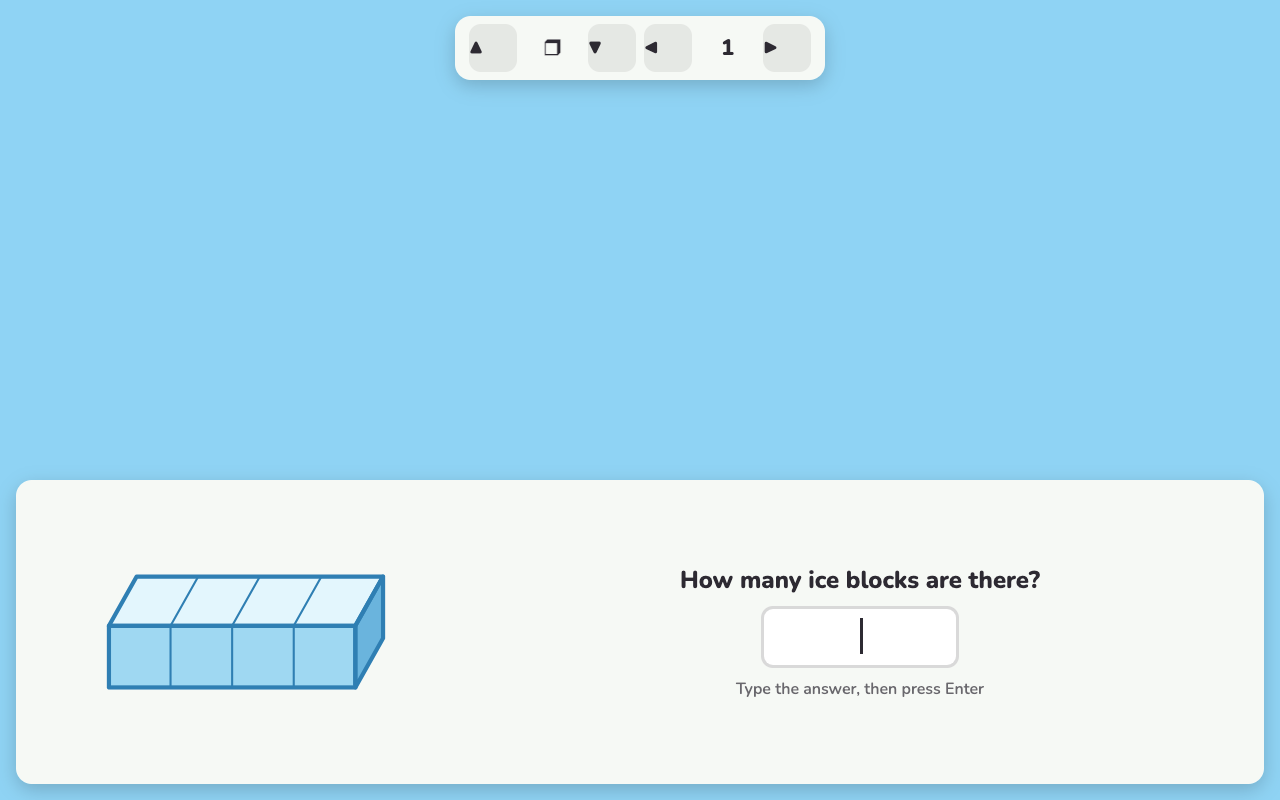 ▲ ❒ ▼ ◀ 1 ▶
How many ice blocks are there?
Type the answer, then press Enter